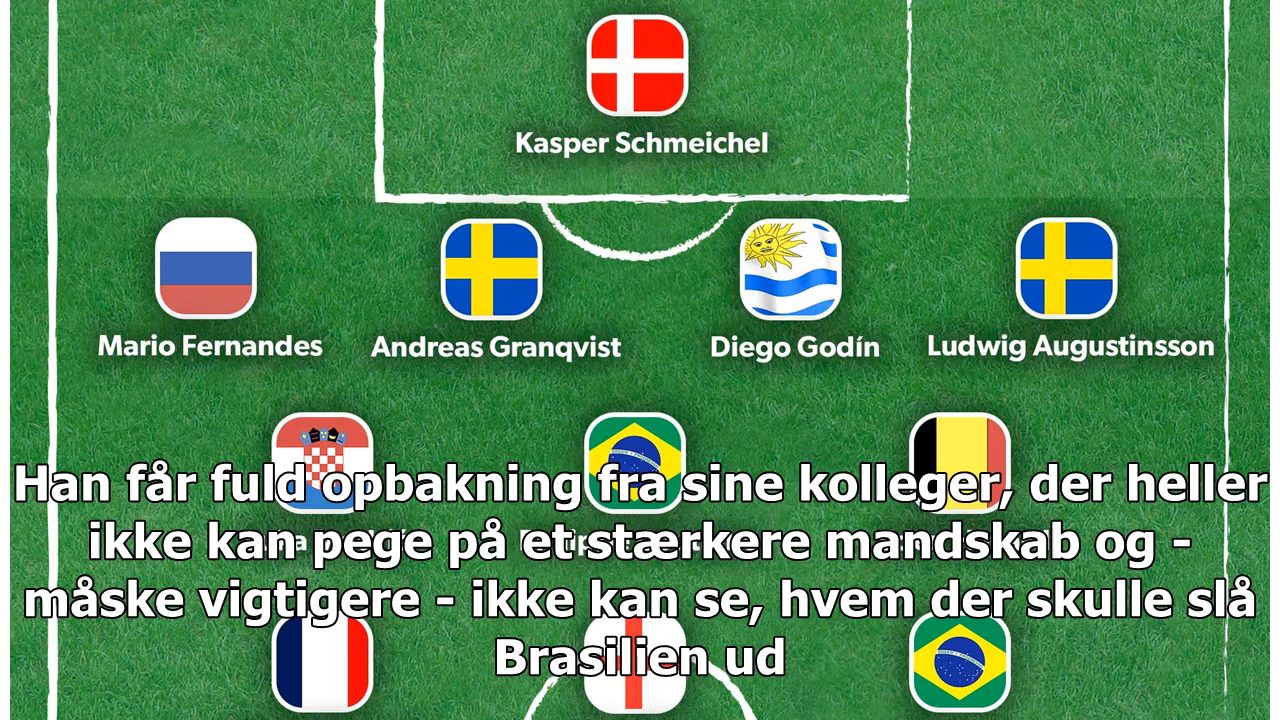 Kasper Schmeichel
Mario Fernandes
Andreas Granqvist
Diego Godín
Ludwig Augustinsson
Han får fuld opbakning fra sine kolleger, der heller
ikke kan pege på et stærkere mandskab og -
måske vigtigere - ikke kan se, hvem der skulle slå
Brasilien ud